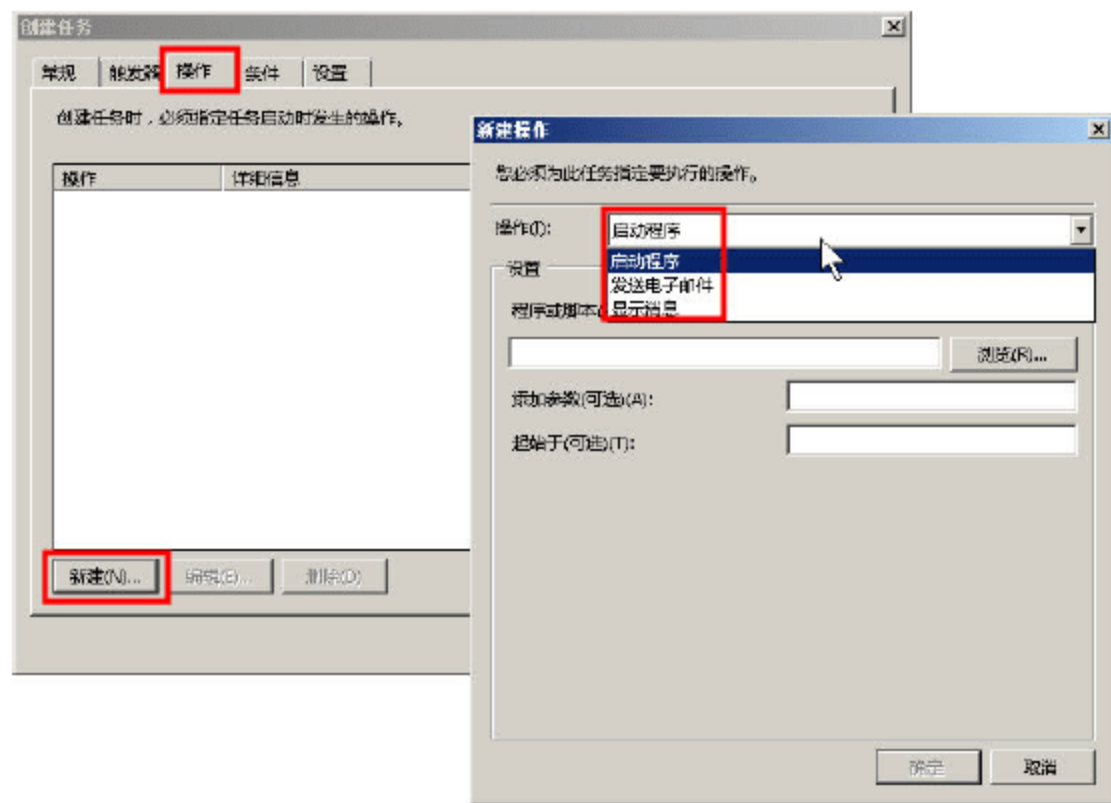 创建任务
常规 触发器 操作 条件 设置
创建任务时，必须指定任务启动时发生的操作。
操作 详细信息
新建(N)... 编辑(E)... 删除(D)
新建操作
您必须为此任务指定要执行的操作。
操作(I): 启动程序
启动程序
发送电子邮件
显示消息
设置
程序或脚本
浏览(R)...
添加参数(可选)(A):
起始于(可选)(T):
确定 取消